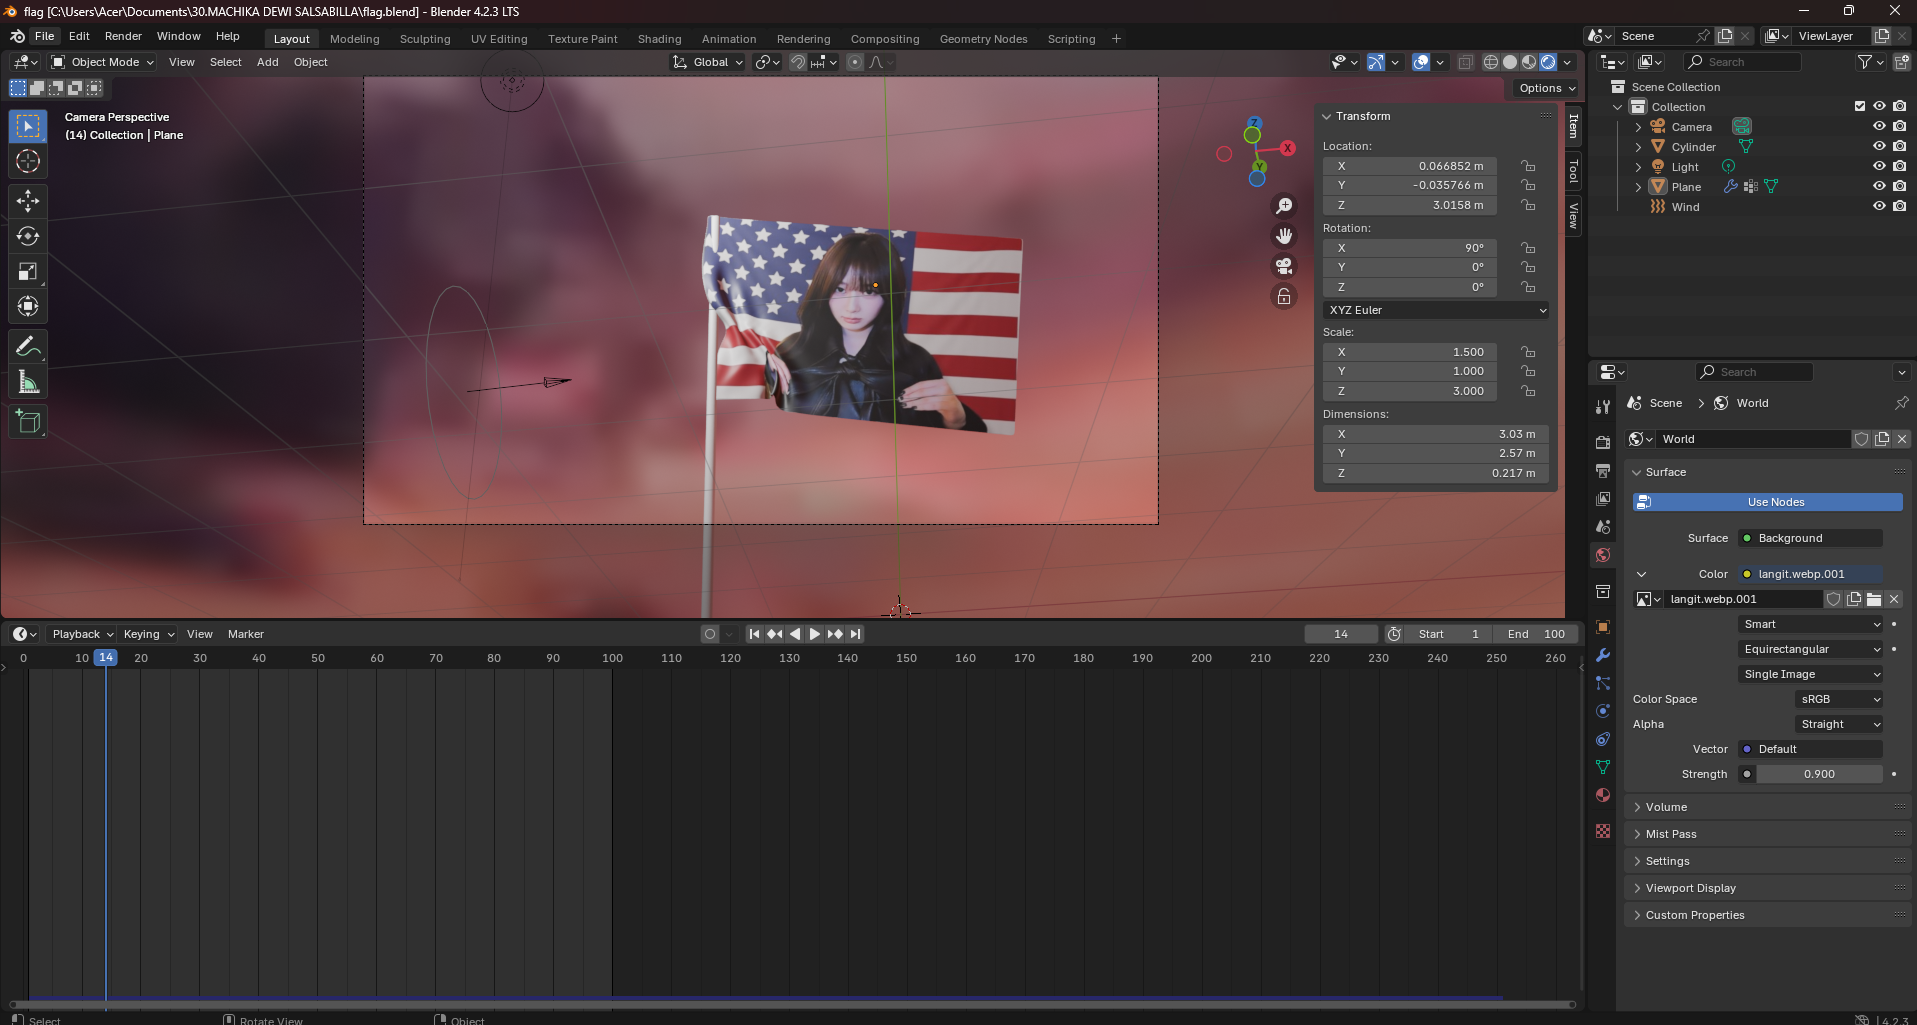 flag [C:\Users\Acer\Documents\30.MACHIKA DEWI SALSABILLA\flag.blend] - Blender 4.2.3 LTS
File Edit Render Window Help Layout Modeling Sculpting UV Editing Texture Paint Shading Animation Rendering Compositing Geometry Nodes Scripting +
Scene ViewLayer
Object Mode View Select Add Object Global
Options
Camera Perspective
(14) Collection | Plane
Z
X
Y
Item
Tool
View
Transform
Location:
X 0.066852 m
Y -0.035766 m
Z 3.0158 m
Rotation:
X 90°
Y 0°
Z 0°
XYZ Euler
Scale:
X 1.500
Y 1.000
Z 3.000
Dimensions:
X 3.03 m
Y 2.57 m
Z 0.217 m
Search
Scene Collection
Collection
Camera
Cylinder
Light
Plane
Wind
Search
Scene > World
World
Surface
Use Nodes
Surface Background
Color langit.webp.001
langit.webp.001
Smart
Equirectangular
Single Image
Color Space sRGB
Alpha Straight
Vector Default
Strength 0.900
Volume
Mist Pass
Settings
Viewport Display
Custom Properties
Playback Keying View Marker 14 Start 1 End 100
0 10 14 20 30 40 50 60 70 80 90 100 110 120 130 140 150 160 170 180 190 200 210 220 230 240 250 260
Select Rotate View Object 4.2.3